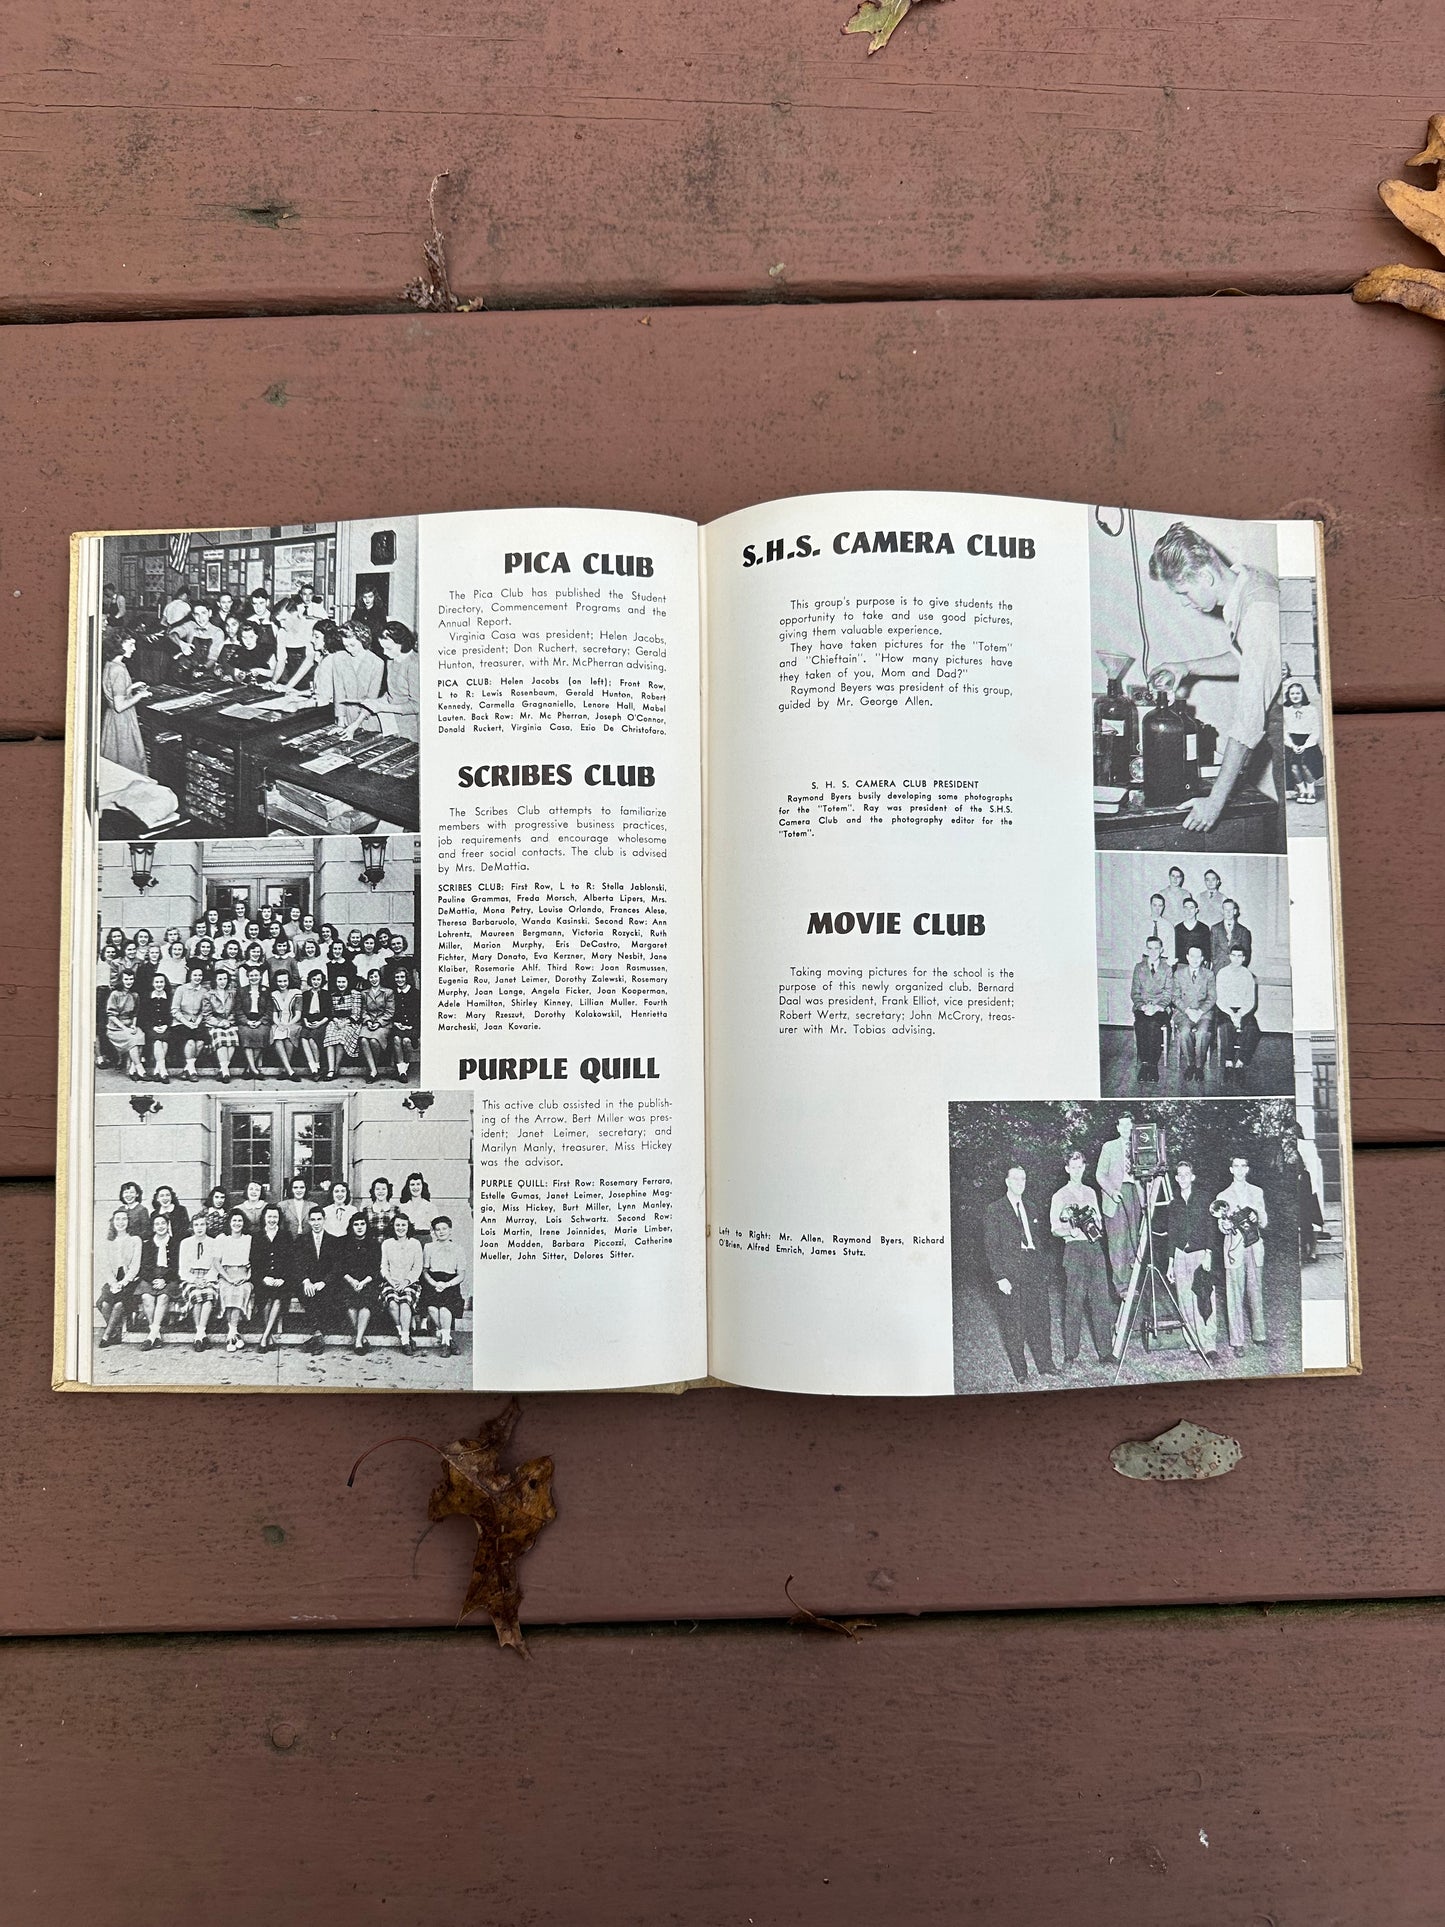 PICA CLUB
The Pica Club has published the Student
Directory, Commencement Programs and the
Annual Report.
Virginia Casa was president; Helen Jacobs,
vice president; Don Ruchert, secretary; Gerald
Hunton, treasurer, with Mr. McPherran advising.
PICA CLUB: Helen Jacobs (on left); Front Row,
L to R: Lewis Rosenbaum, Gerald Hunton, Robert
Kennedy, Carmella Gragnaniello, Lenore Hall, Mabel
Lauten. Back Row: Mr. Mc Pherran, Joseph O'Connor,
Donald Ruckert, Virginia Casa, Ezio De Christofaro.
SCRIBES CLUB
The Scribes Club attempts to familiarize
members with progressive business practices,
job requirements and encourage wholesome
and freer social contacts. The club is advised
by Mrs. DeMattia.
SCRIBES CLUB: First Row, L to R: Stella Jablonski,
Pauline Grammas, Freda Morsch, Alberta Lipers, Mrs.
DeMattia, Mona Petry, Louise Orlando, Frances Alese,
Theresa Barbaruolo, Wanda Kasinski. Second Row: Ann
Lohrentz, Maureen Bergmann, Victoria Rozycki, Ruth
Miller, Marion Murphy, Eris DeCastro, Margaret
Fichter, Mary Donato, Eva Kerzner, Mary Nesbit, Jane
Klaiber, Rosemarie Ahlf. Third Row: Joan Rasmussen,
Eugenia Rou, Janet Leimer, Dorothy Zalewski, Rosemary
Murphy, Joan Lange, Angela Ficker, Joan Kooperman,
Adele Hamilton, Shirley Kinney, Lillian Muller. Fourth
Row: Mary Rzeszut, Dorothy Kolakowskil, Henrietta
Marcheski, Joan Kovarie.
PURPLE QUILL
This active club assisted in the publish-
ing of the Arrow. Bert Miller was pres-
ident; Janet Leimer, secretary; and
Marilyn Manly, treasurer. Miss Hickey
was the advisor.
PURPLE QUILL: First Row: Rosemary Ferrara,
Estelle Gumas, Janet Leimer, Josephine Mag-
gio, Miss Hickey, Burt Miller, Lynn Manley,
Ann Murray, Lois Schwartz. Second Row:
Lois Martin, Irene Joinnides, Marie Limber,
Joan Madden, Barbara Piccozzi, Catherine
Mueller, John Sitter, Delores Sitter.
S.H.S. CAMERA CLUB
This group's purpose is to give students the
opportunity to take and use good pictures,
giving them valuable experience.
They have taken pictures for the "Totem"
and "Chieftain". "How many pictures have
they taken of you, Mom and Dad?"
Raymond Beyers was president of this group,
guided by Mr. George Allen.
S. H. S. CAMERA CLUB PRESIDENT
Raymond Byers busily developing some photographs
for the "Totem". Ray was president of the S.H.S.
Camera Club and the photography editor for the
"Totem".
MOVIE CLUB
Taking moving pictures for the school is the
purpose of this newly organized club. Bernard
Daal was president, Frank Elliot, vice president;
Robert Wertz, secretary; John McCrory, treas-
urer with Mr. Tobias advising.
Left to Right: Mr. Allen, Raymond Byers, Richard
O'Brien, Alfred Emrich, James Stutz.